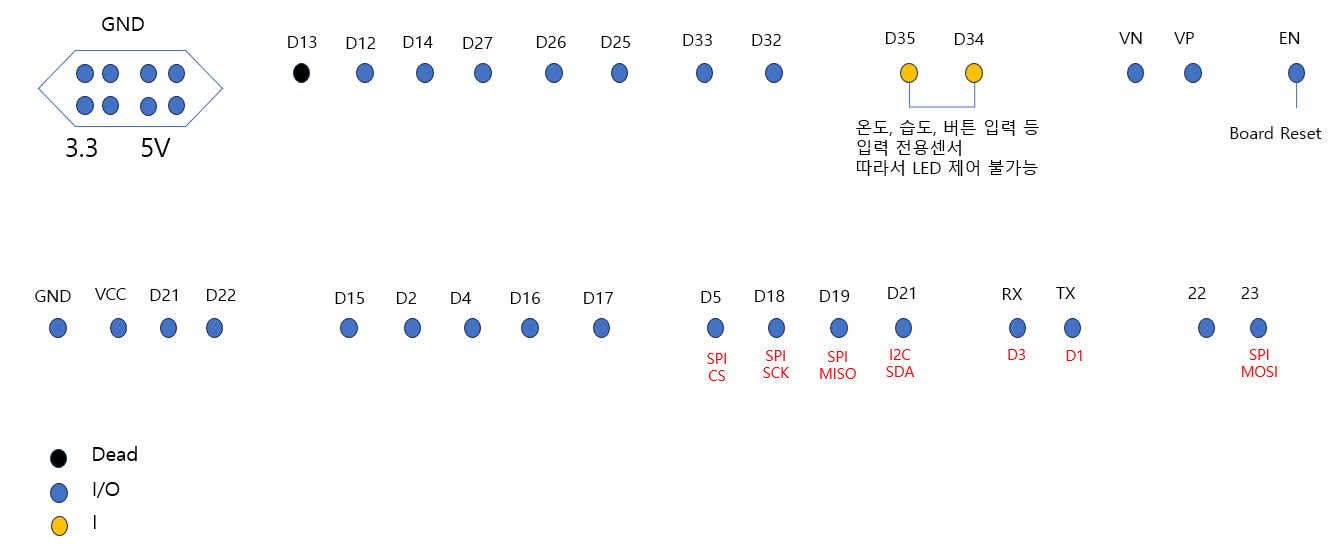 GND
3.3 5V
D13 D12 D14 D27 D26 D25 D33 D32 D35 D34 VN VP EN
온도, 습도, 버튼 입력 등
입력 전용센서
따라서 LED 제어 불가능
Board Reset
GND VCC D21 D22 D15 D2 D4 D16 D17 D5 D18 D19 D21 RX TX 22 23
SPI
CS
SPI
SCK
SPI
MISO
I2C
SDA
D3
D1
SPI
MOSI
Dead
I/O
I